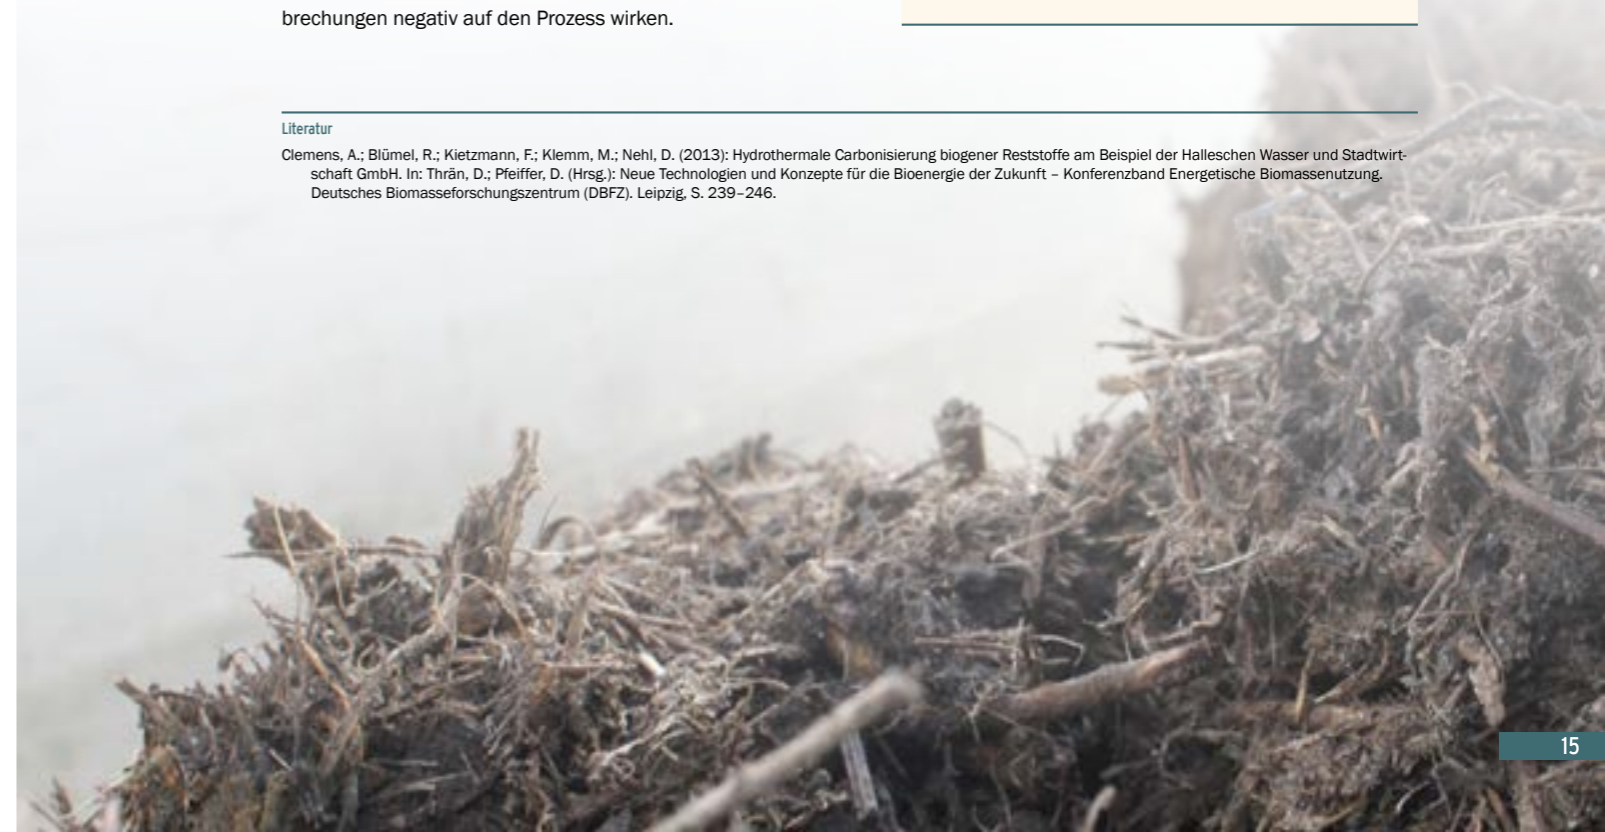 brechungen negativ auf den Prozess wirken.
Literatur
Clemens, A.; Blümel, R.; Kietzmann, F.; Klemm, M.; Nehl, D. (2013): Hydrothermale Carbonisierung biogener Reststoffe am Beispiel der Halleschen Wasser und Stadtwirt-
schaft GmbH. In: Thrän, D.; Pfeiffer, D. (Hrsg.): Neue Technologien und Konzepte für die Bioenergie der Zukunft – Konferenzband Energetische Biomassenutzung.
Deutsches Biomasseforschungszentrum (DBFZ). Leipzig, S. 239–246.
15